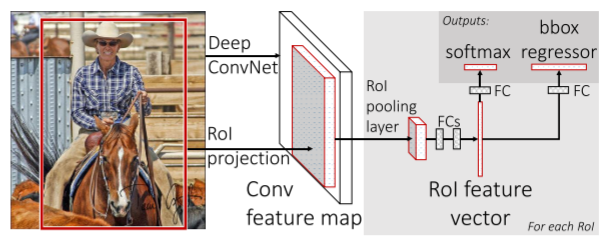 Deep
ConvNet
RoI
projection
Conv
feature map
RoI
pooling
layer
FCs
RoI feature
vector
Outputs:
softmax
bbox
regressor
FC
FC
For each RoI